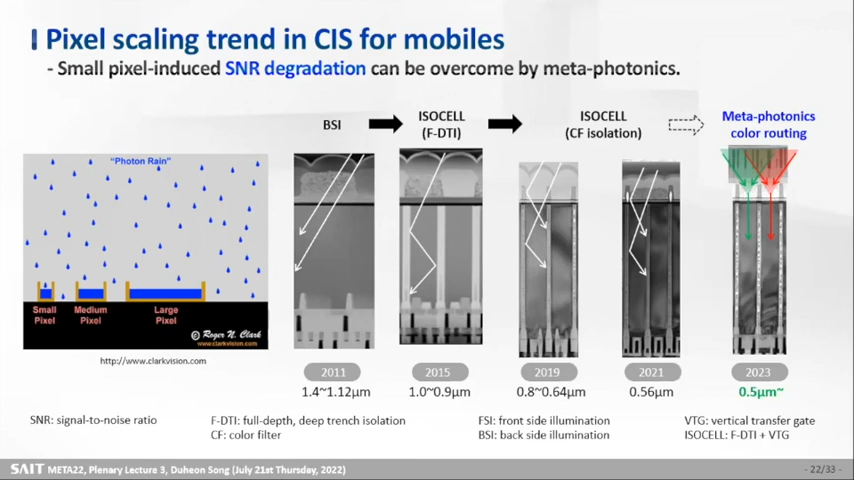 Pixel scaling trend in CIS for mobiles
- Small pixel-induced SNR degradation can be overcome by meta-photonics.
BSI
ISOCELL
(F-DTI)
ISOCELL
(CF isolation)
Meta-photonics
color routing
"Photon Rain"
Small
Pixel
Medium
Pixel
Large
Pixel
© Roger N. Clark
www.clarkvision.com
http://www.clarkvision.com
2011
1.4~1.12μm
2015
1.0~0.9μm
2019
0.8~0.64μm
2021
0.56μm
2023
0.5μm~
SNR: signal-to-noise ratio
F-DTI: full-depth, deep trench isolation
CF: color filter
FSI: front side illumination
BSI: back side illumination
VTG: vertical transfer gate
ISOCELL: F-DTI + VTG
SAIT META22, Plenary Lecture 3, Duheon Song (July 21st Thursday, 2022)
- 22/33 -